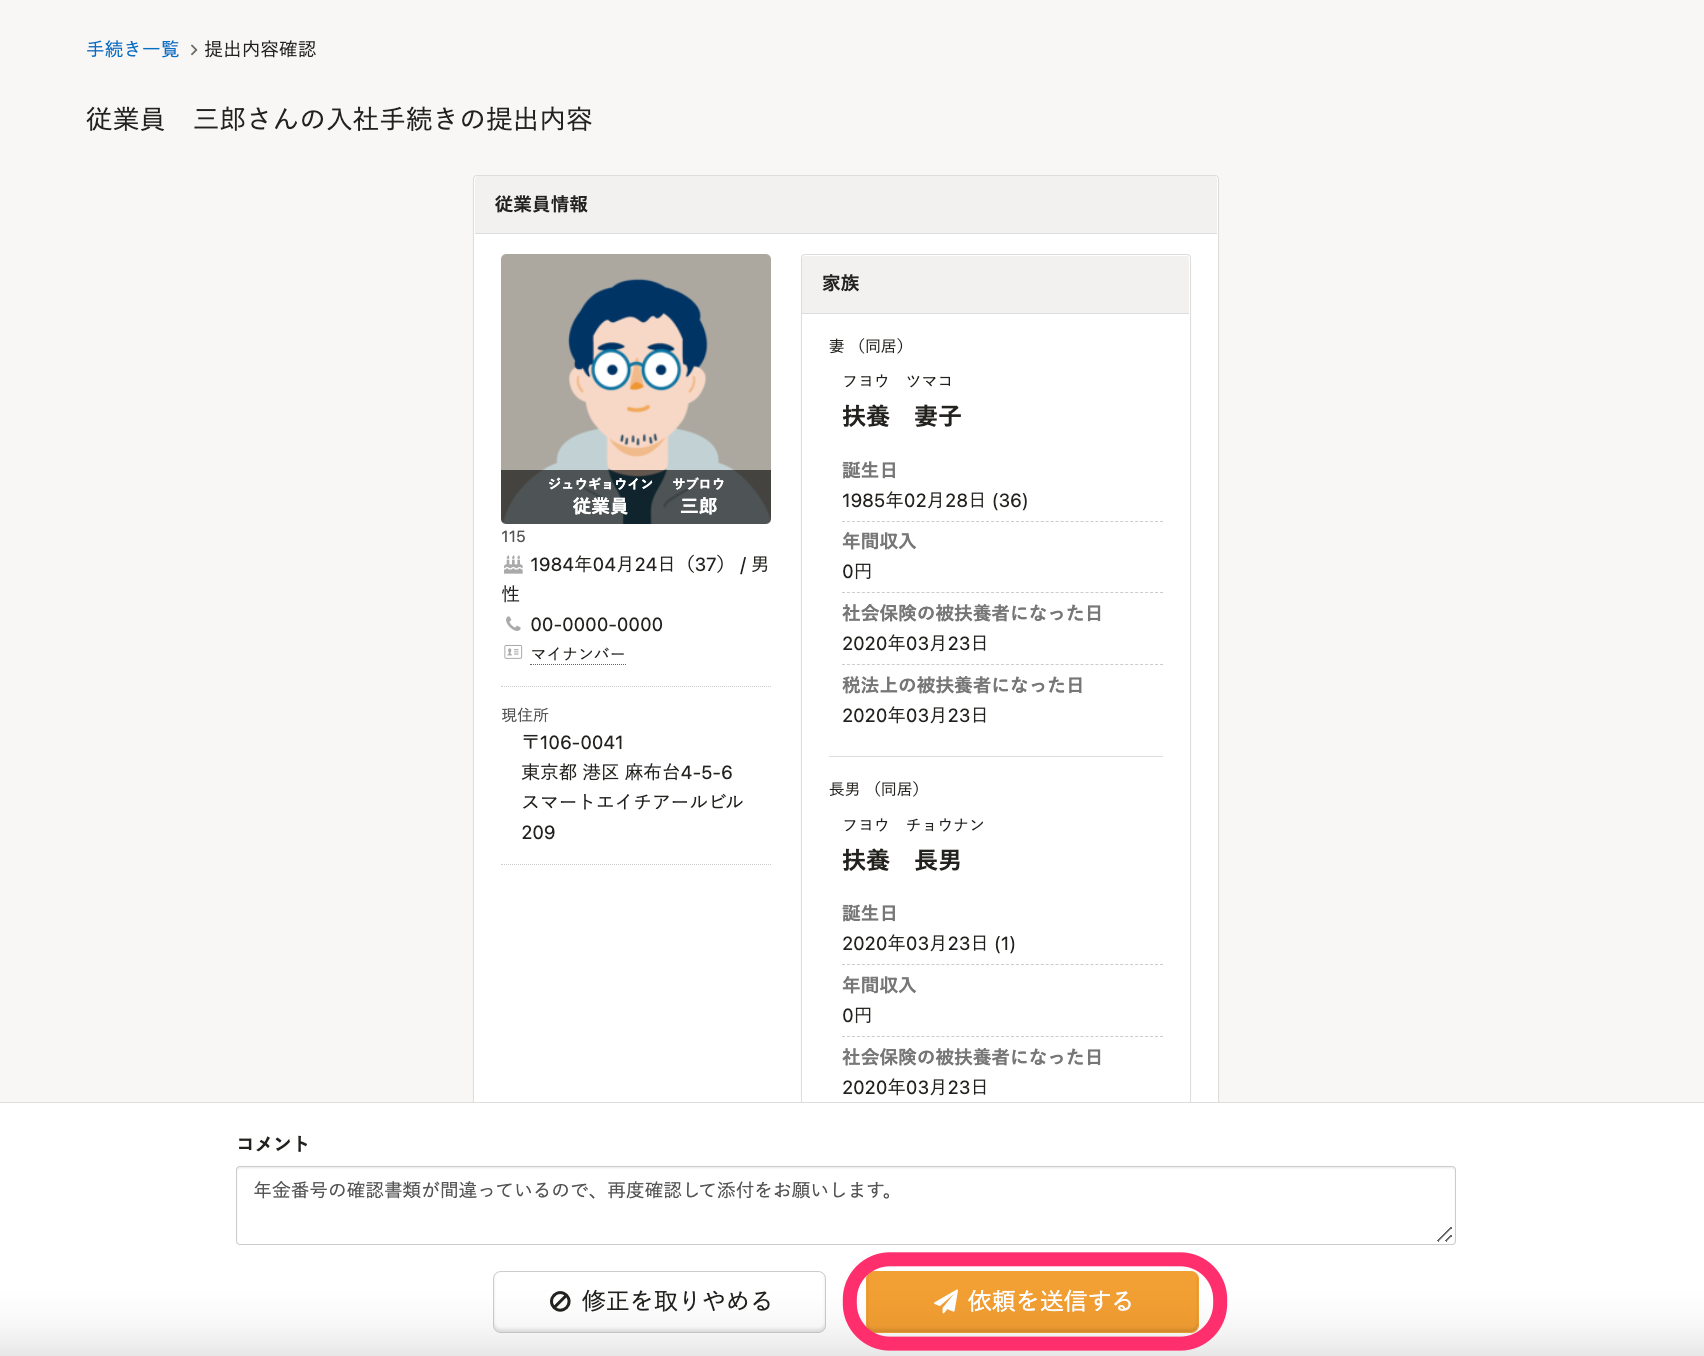 手続き一覧 > 提出内容確認
従業員　三郎さんの入社手続きの提出内容
従業員情報
ジュウギョウイン　サブロウ
従業員　三郎
115
1984年04月24日（37） / 男
性
00-0000-0000
マイナンバー
現住所
〒106-0041
東京都 港区 麻布台4-5-6
スマートエイチアールビル
209
家族
妻 （同居）
フヨウ　ツマコ
扶養　妻子
誕生日
1985年02月28日 (36)
年間収入
0円
社会保険の被扶養者になった日
2020年03月23日
税法上の被扶養者になった日
2020年03月23日
長男 （同居）
フヨウ　チョウナン
扶養　長男
誕生日
2020年03月23日 (1)
年間収入
0円
社会保険の被扶養者になった日
2020年03月23日
コメント
年金番号の確認書類が間違っているので、再度確認して添付をお願いします。
修正を取りやめる
依頼を送信する